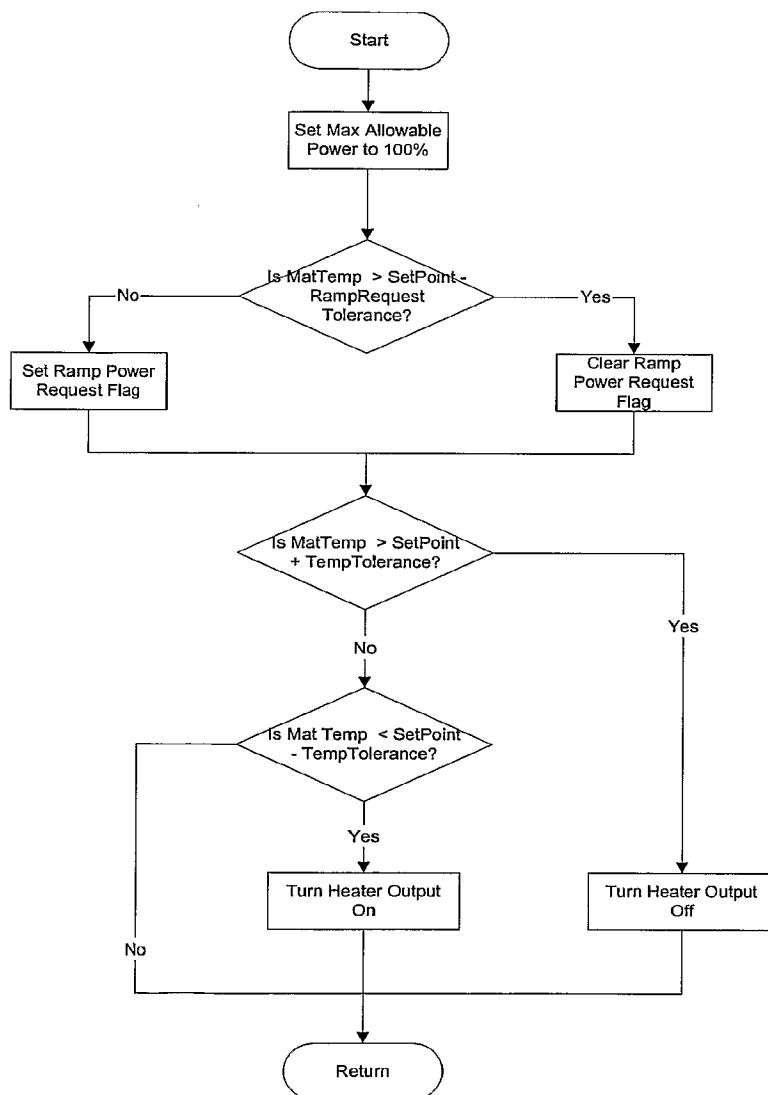 Start
Set Max Allowable
Power to 100%
Is MatTemp > SetPoint -
RampRequest
Tolerance?
No
Yes
Set Ramp Power
Request Flag
Clear Ramp
Power Request
Flag
Is MatTemp > SetPoint
+ TempTolerance?
Yes
No
Is Mat Temp < SetPoint
- TempTolerance?
Yes
Turn Heater Output
On
Turn Heater Output
Off
No
Return